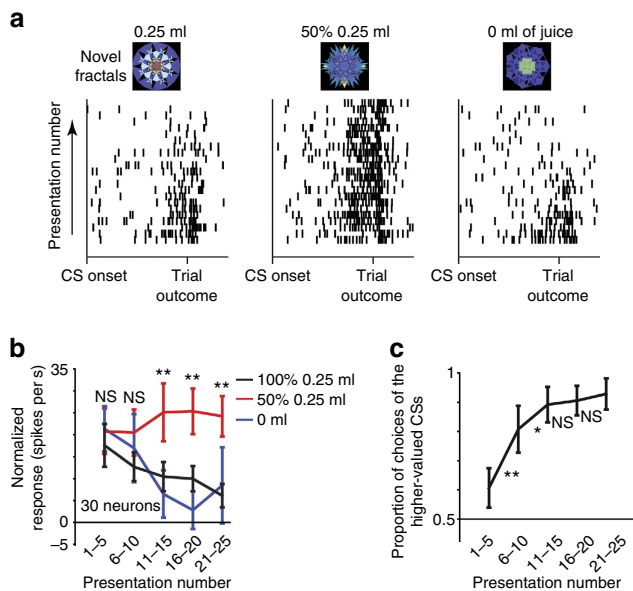 a
0.25 ml
50% 0.25 ml
0 ml of juice
Novel
fractals
Presentation number
CS onset
Trial
outcome
CS onset
Trial
outcome
CS onset
Trial
outcome
b
Normalized
response (spikes per s)
35
0
–5
NS NS ** ** **
100% 0.25 ml
50% 0.25 ml
0 ml
30 neurons
1–5
6–10
11–15
16–20
21–25
Presentation number
c
Proportion of choices of the
higher-valued CSs
1
0.5
**
*
NS
NS
1–5
6–10
11–15
16–20
21–25
Presentation number